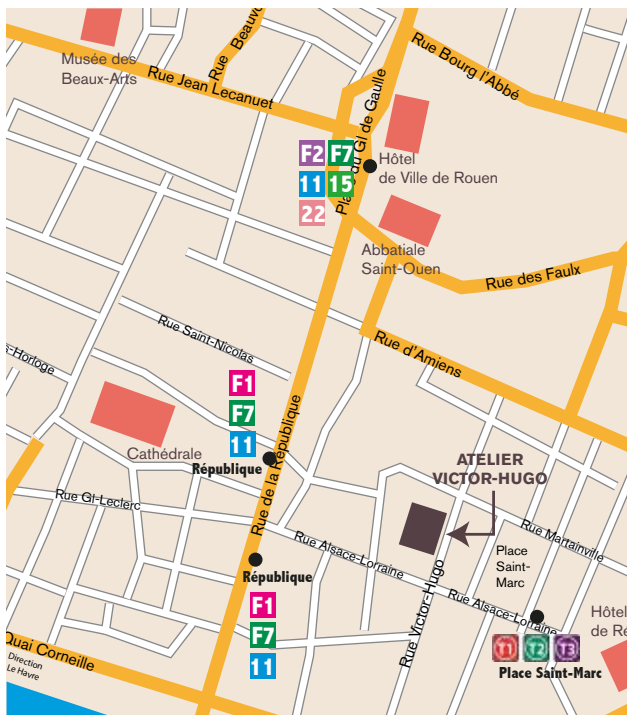 Musée des
Beaux-Arts
Rue Beauvo
Rue Jean Lecanuet
Rue Bourg l'Abbé
Place du Gl de Gaulle
F2 F7
11 15
22
Hôtel
de Ville de Rouen
Abbatiale
Saint-Ouen
Rue des Faulx
Rue Saint-Nicolas
Rue d'Amiens
s-Horloge
F1
F7
11
Cathédrale
République
Rue de la République
ATELIER
VICTOR-HUGO
Rue Gl-Leclerc
Rue Alsace-Lorraine
Rue Martainville
Place
Saint-
Marc
République
F1
F7
11
Rue Victor-Hugo
Rue Alsace-Lorraine
Hôtel
de Ré
T1 T2 T3
Place Saint-Marc
Quai Corneille
Direction
Le Havre